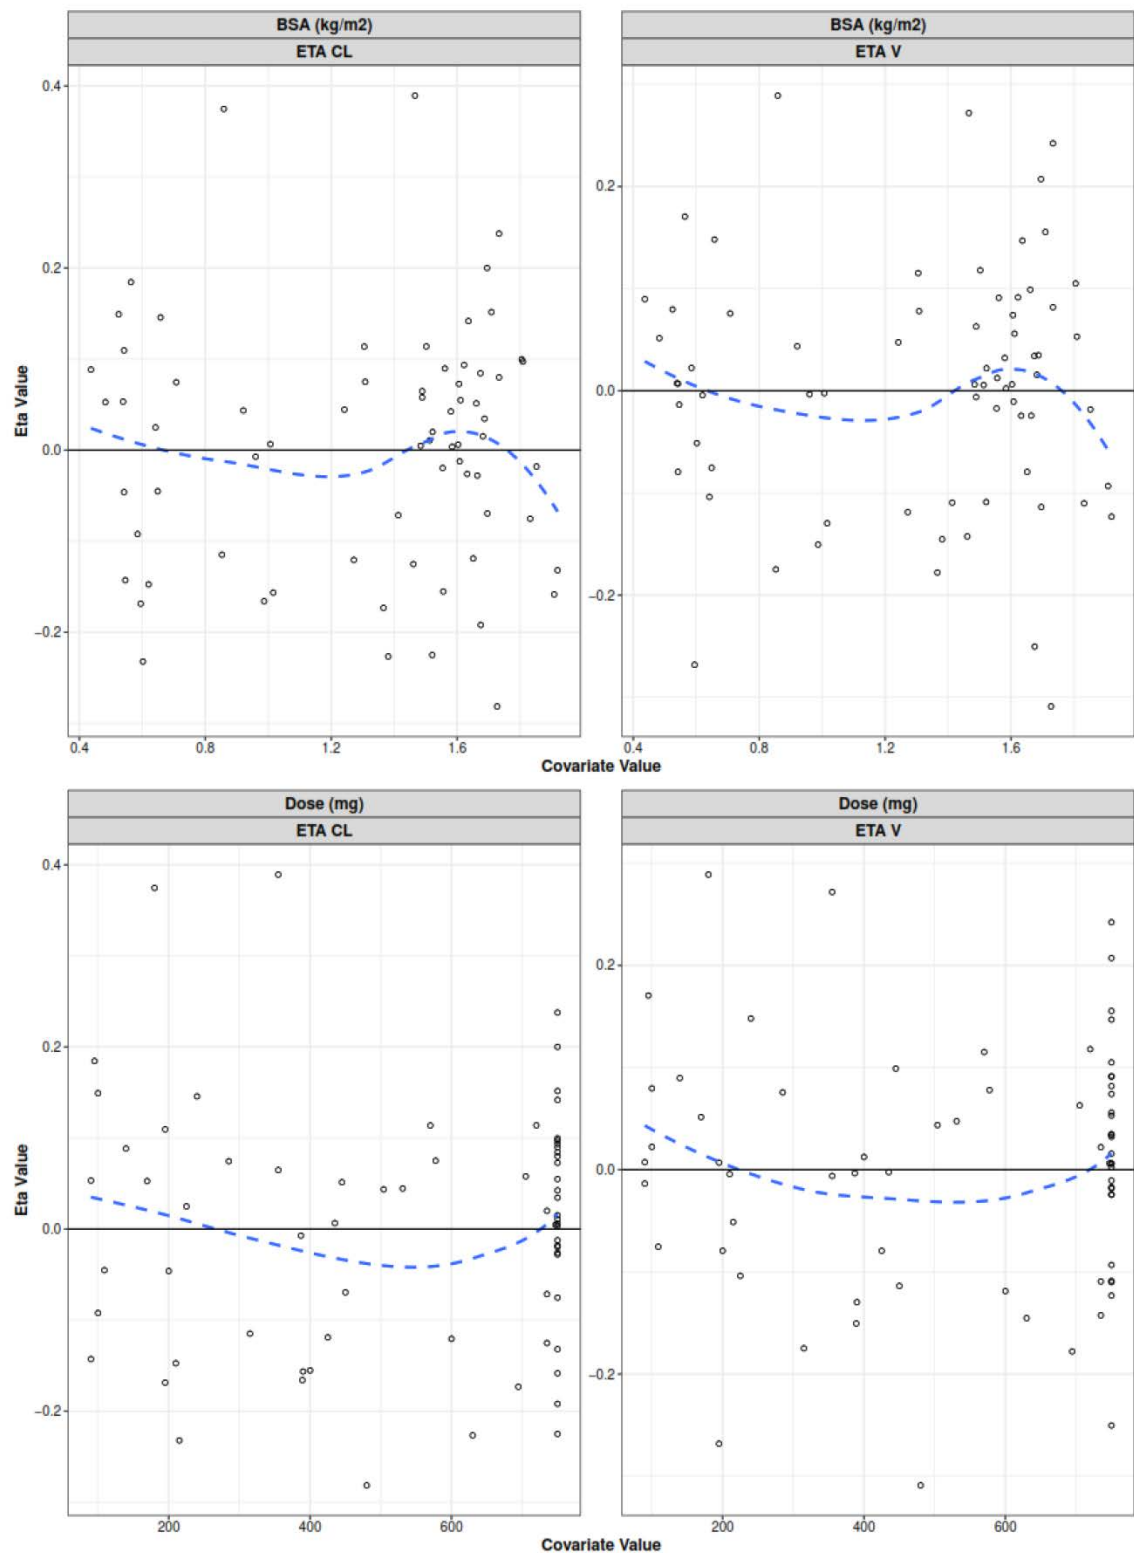 BSA (kg/m2)
ETA CL
BSA (kg/m2)
ETA V
Eta Value
0.4
0.2
0.0
−0.2
0.2
0.0
−0.2
0.4 0.8 1.2 1.6
0.4 0.8 1.2 1.6
Covariate Value
Dose (mg)
ETA CL
Dose (mg)
ETA V
Eta Value
0.4
0.2
0.0
−0.2
0.2
0.0
−0.2
200 400 600
200 400 600
Covariate Value